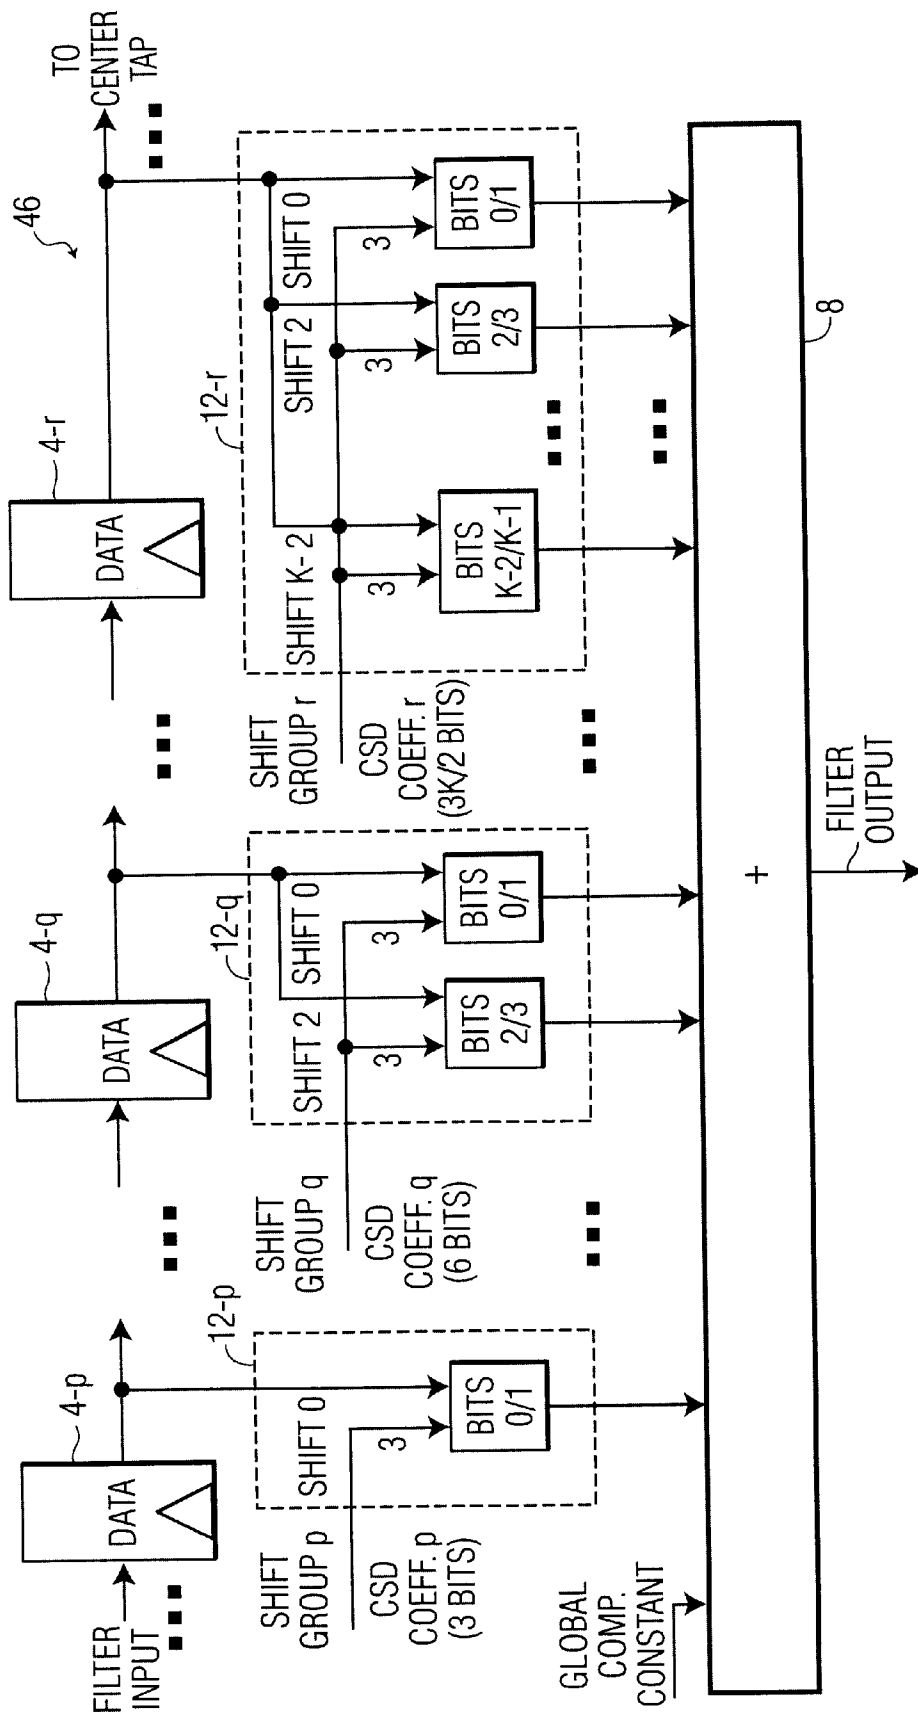 46
TO
CENTER
TAP
FILTER
INPUT
4-p
DATA
4-q
DATA
4-r
DATA
12-p
SHIFT 0
SHIFT
GROUP p
CSD
COEFF. p
(3 BITS)
3
BITS
0/1
12-q
SHIFT 2
SHIFT 0
SHIFT
GROUP q
CSD
COEFF. q
(6 BITS)
3
3
BITS
2/3
BITS
0/1
12-r
SHIFT K-2
SHIFT 2
SHIFT 0
SHIFT
GROUP r
CSD
COEFF. r
(3K/2 BITS)
3
3
3
BITS
K-2/K-1
BITS
2/3
BITS
0/1
GLOBAL
COMP.
CONSTANT
+
8
FILTER
OUTPUT